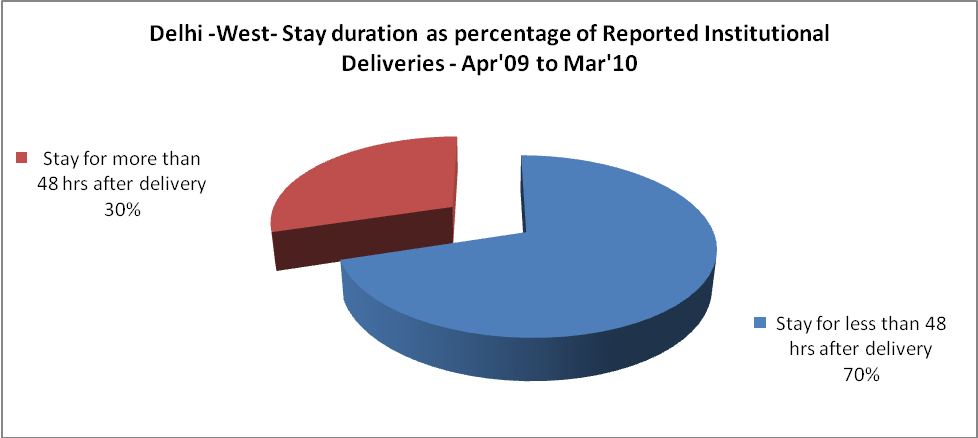 Delhi -West- Stay duration as percentage of Reported Institutional
Deliveries - Apr'09 to Mar'10
Stay for more than
48 hrs after delivery
30%
Stay for less than 48
hrs after delivery
70%